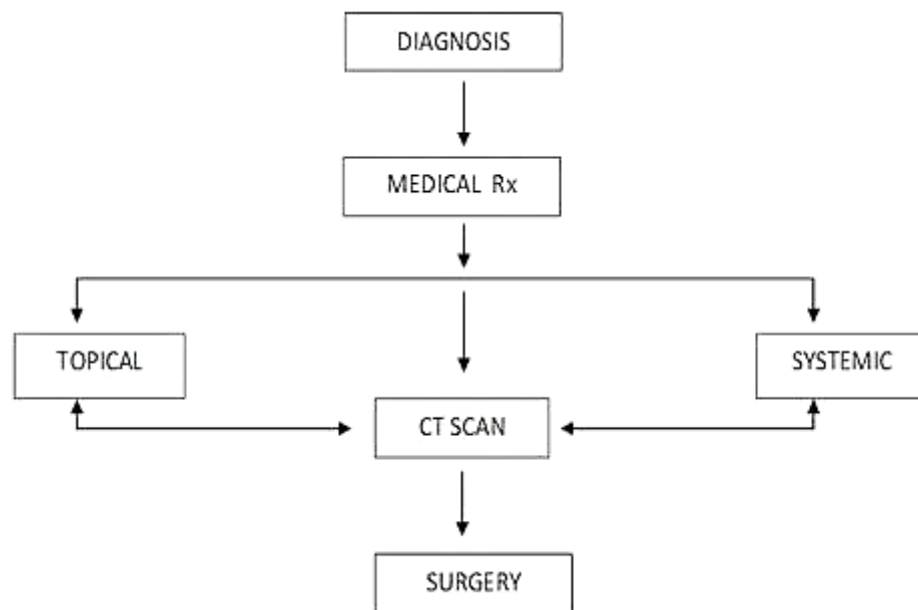 DIAGNOSIS
MEDICAL Rx
TOPICAL
SYSTEMIC
CT SCAN
SURGERY